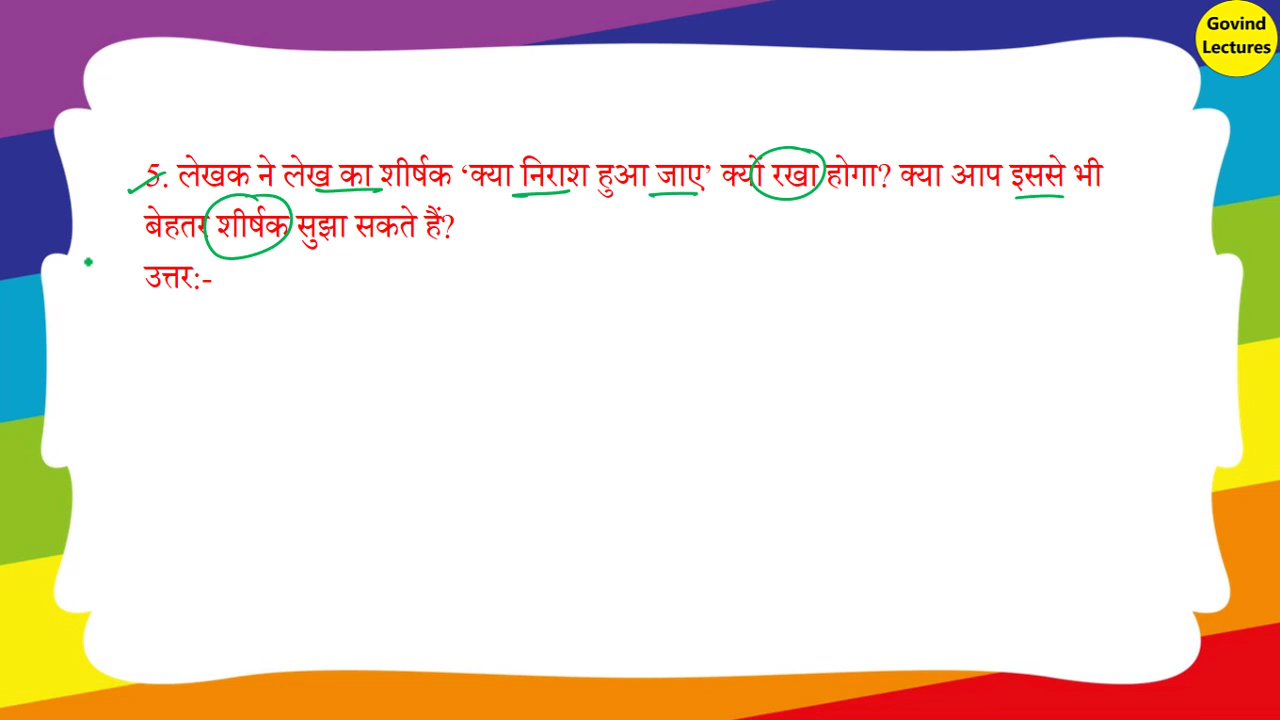 Govind
Lectures
5. लेखक ने लेख का शीर्षक ‘क्या निराश हुआ जाए’ क्यों रखा होगा? क्या आप इससे भी
बेहतर शीर्षक सुझा सकते हैं?
उत्तर:-